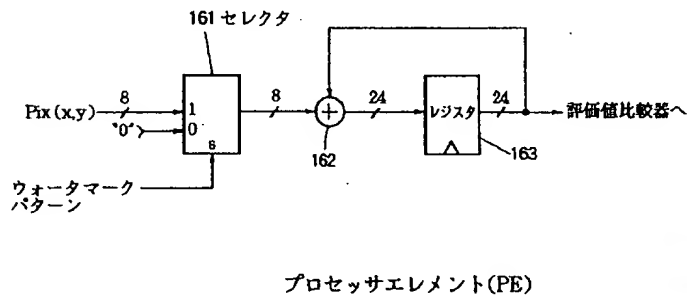 161 セレクタ
Pix(x,y)
8
"0"
1
0
s
8
162
24
レジスタ
163
24
評価値比較器へ
ウォータマーク
パターン
プロセッサエレメント(PE)